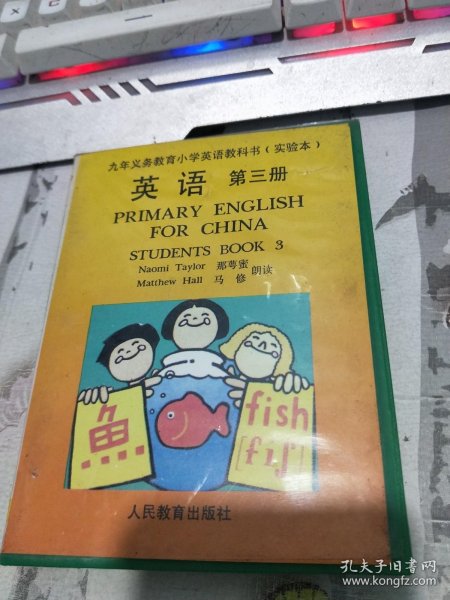 九年义务教育小学英语教科书(实验本)
英语 第三册
PRIMARY ENGLISH
FOR CHINA
STUDENTS BOOK 3
Naomi Taylor 那萼蜜
Matthew Hall 马修
朗读
魚
fish
[fɪʃ]
人民教育出版社
孔夫子旧书网
www.kongfz.com